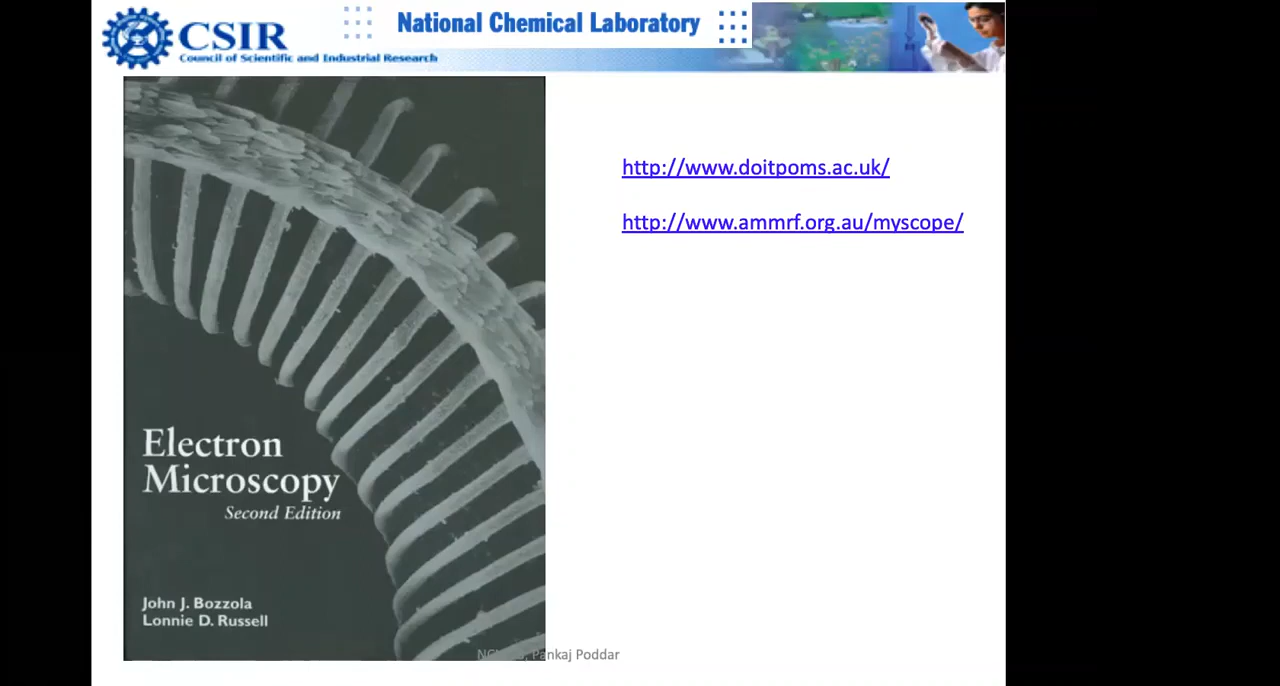 CSIR
Council of Scientific and Industrial Research
National Chemical Laboratory
http://www.doitpoms.ac.uk/
http://www.ammrf.org.au/myscope/
Electron
Microscopy
Second Edition
John J. Bozzola
Lonnie D. Russell
Pankaj Poddar